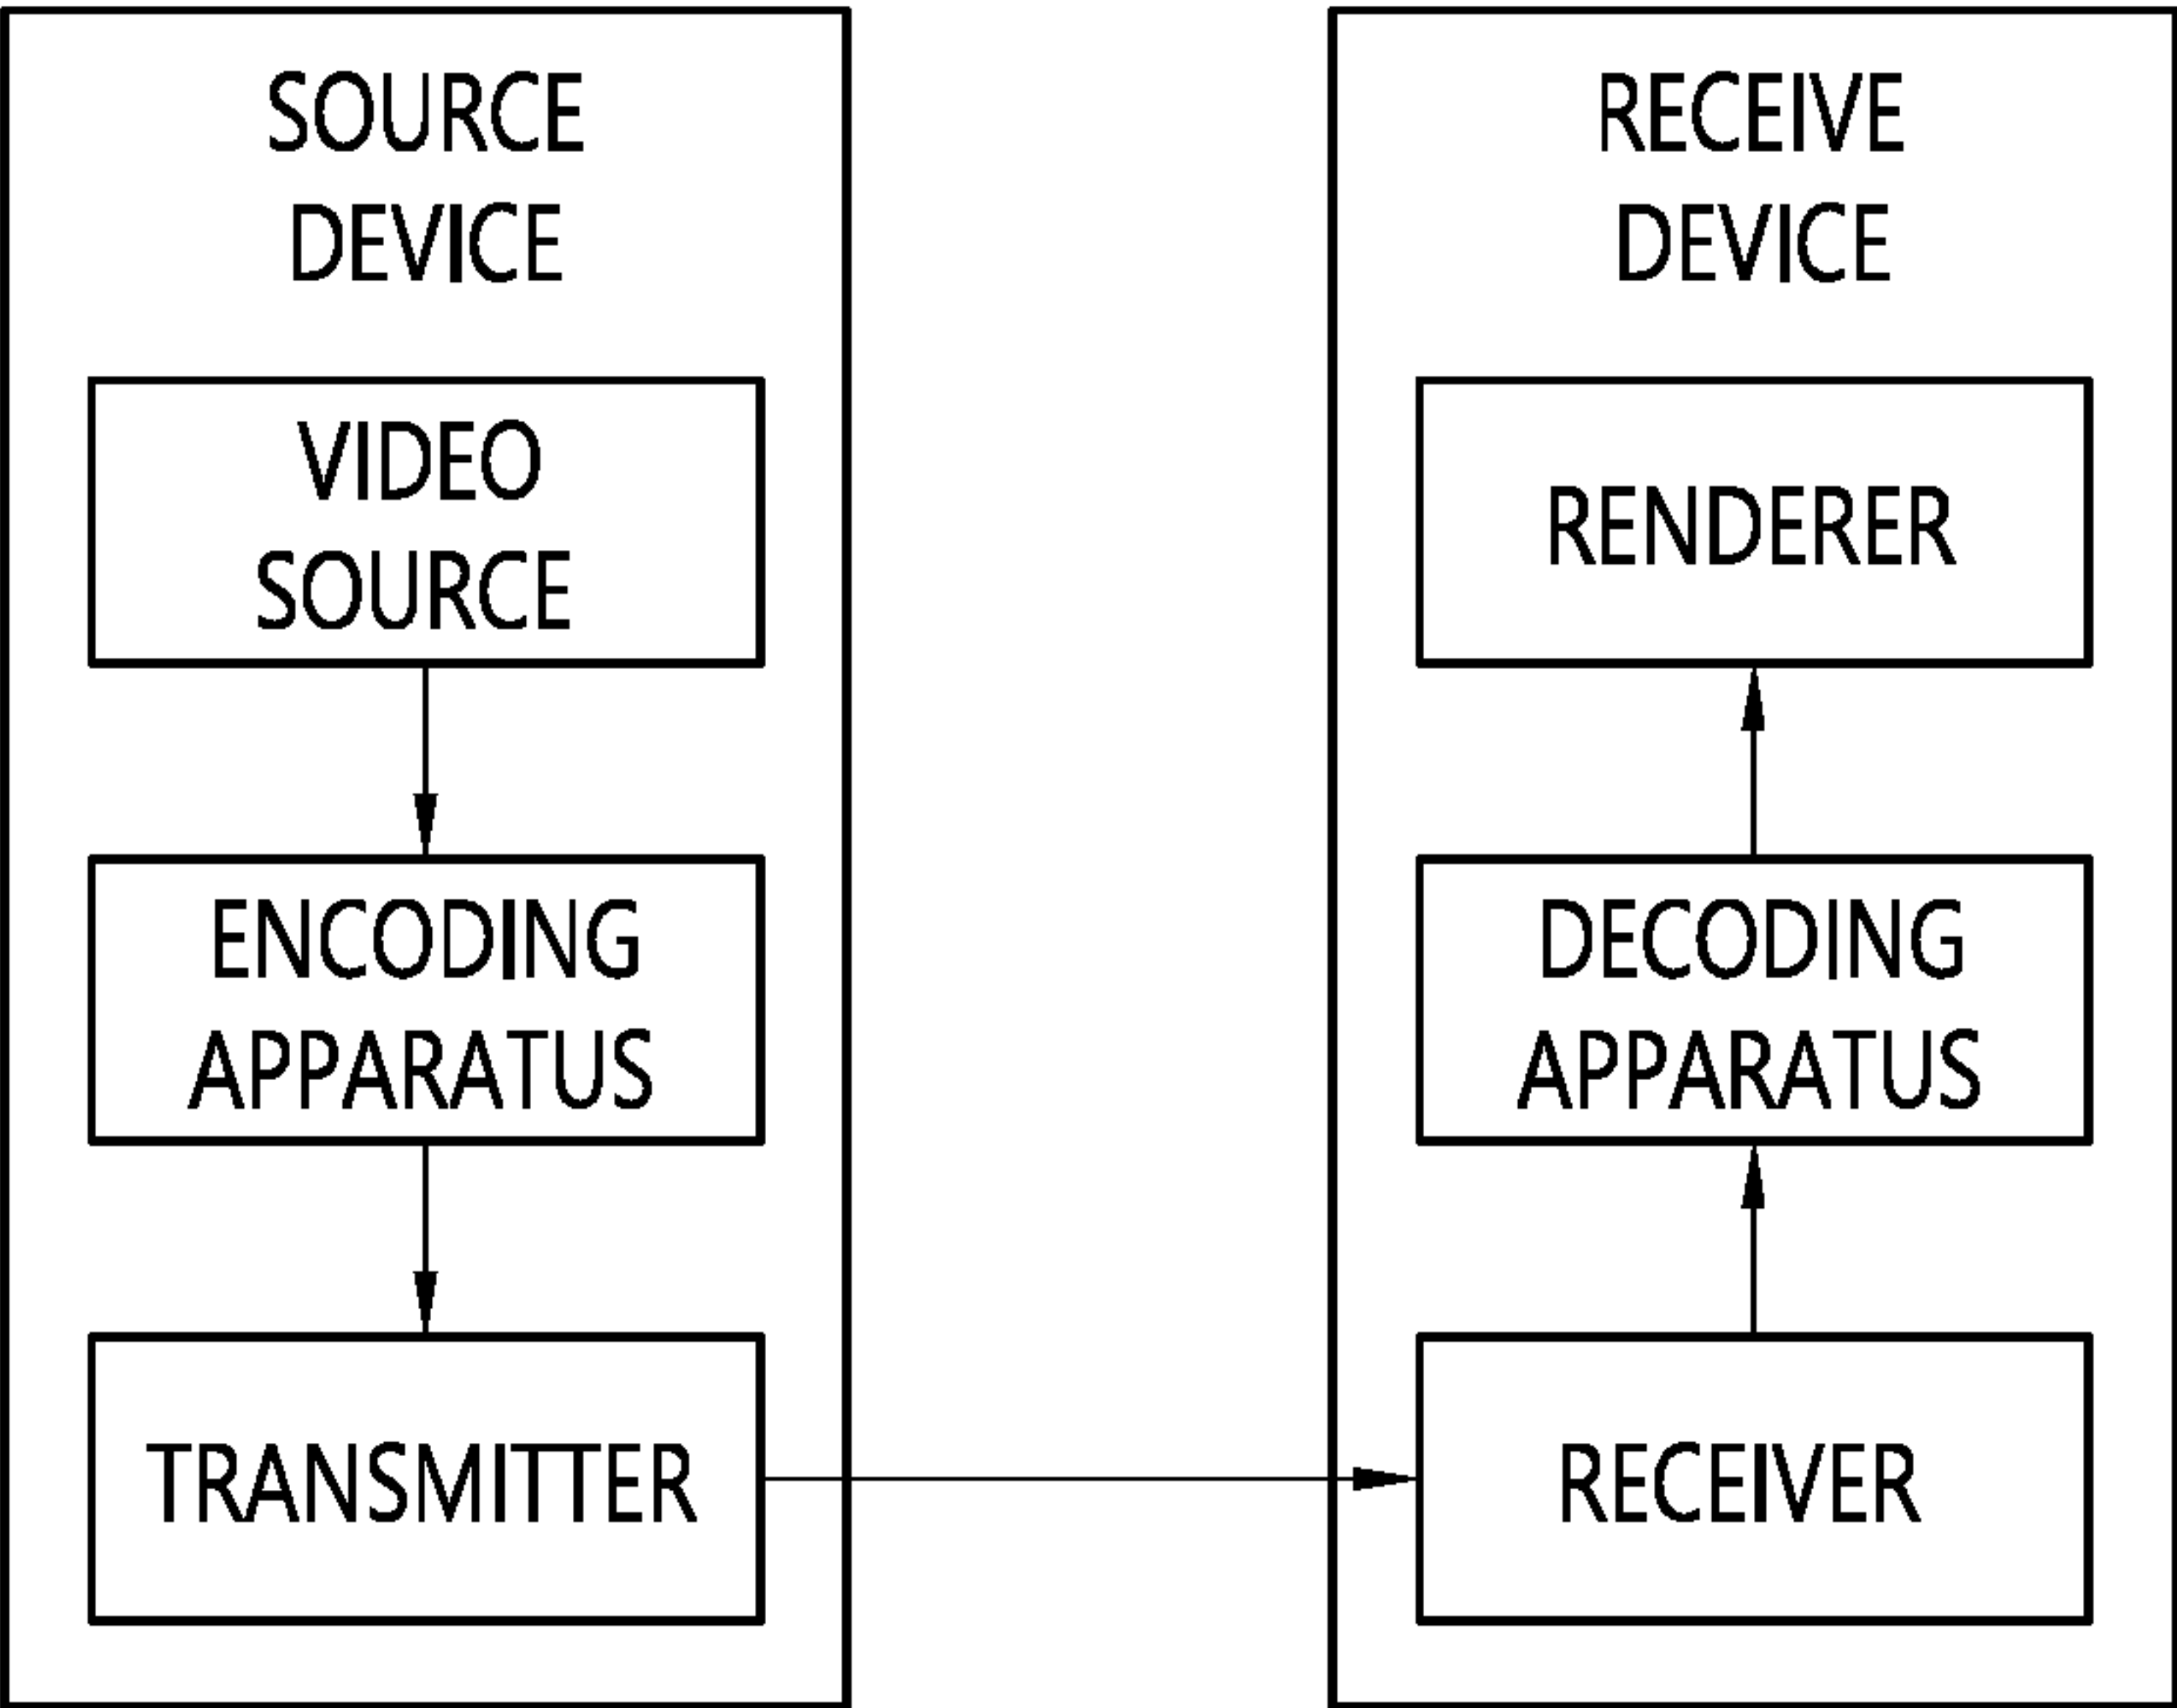 SOURCE
DEVICE
VIDEO
SOURCE
ENCODING
APPARATUS
TRANSMITTER
RECEIVE
DEVICE
RENDERER
DECODING
APPARATUS
RECEIVER